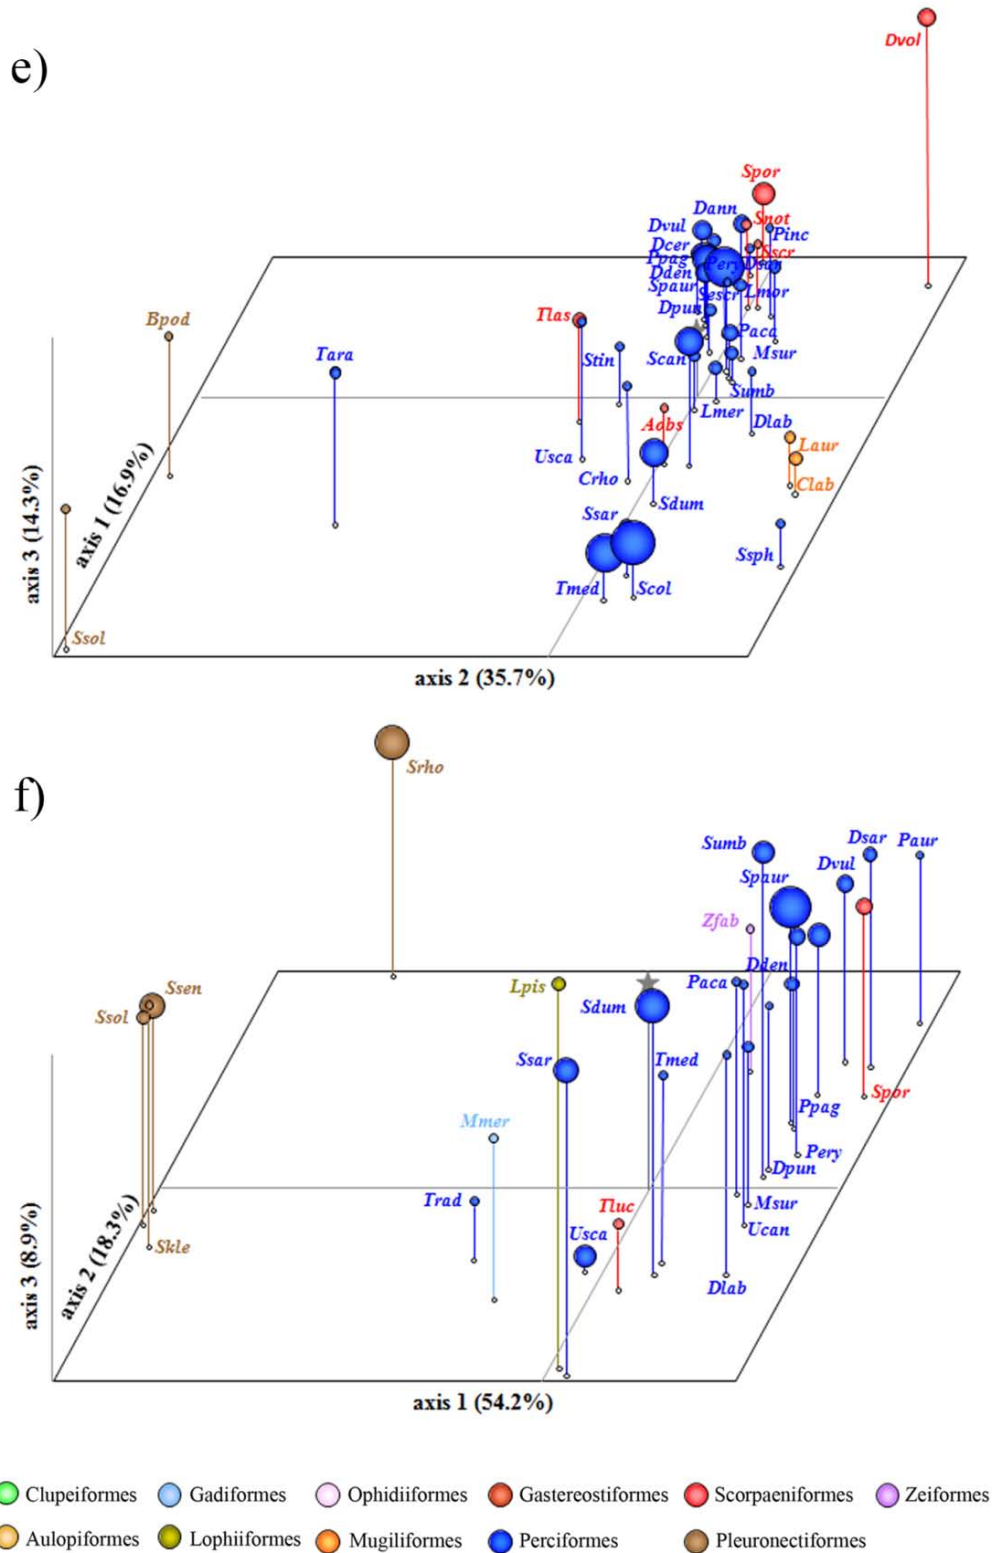 e)
Dvol
Spor
Dann
Snot
Dvul
Pinc
Dcer
Sscr
Ppag
Pery
Dsar
Dden
Spaur
Sescr
Lmor
Bpod
Tlas
Dpun
Paca
Tara
Stin
Scan
Msur
Sumb
Lmer
Aobs
Dlab
Laur
Usca
Crho
Clab
Sdum
Ssar
Ssph
Tmed
Scol
Ssol
axis 3 (14.3%)
axis 1 (16.9%)
axis 2 (35.7%)
f)
Srho
Sumb
Dsar
Paur
Dvul
Spaur
Zfab
Dden
Ssen
Lpis
Paca
Ssol
Sdum
Ssar
Tmed
Spor
Ppag
Mmer
Pery
Dpun
Trad
Tluc
Msur
Usca
Ucan
Skle
Dlab
axis 3 (8.9%)
axis 2 (18.3%)
axis 1 (54.2%)
Clupeiformes Gadiformes Ophidiiformes Gastereostiformes Scorpaeniformes Zeiformes
Aulopiformes Lophiiformes Mugiliformes Perciformes Pleuronectiformes